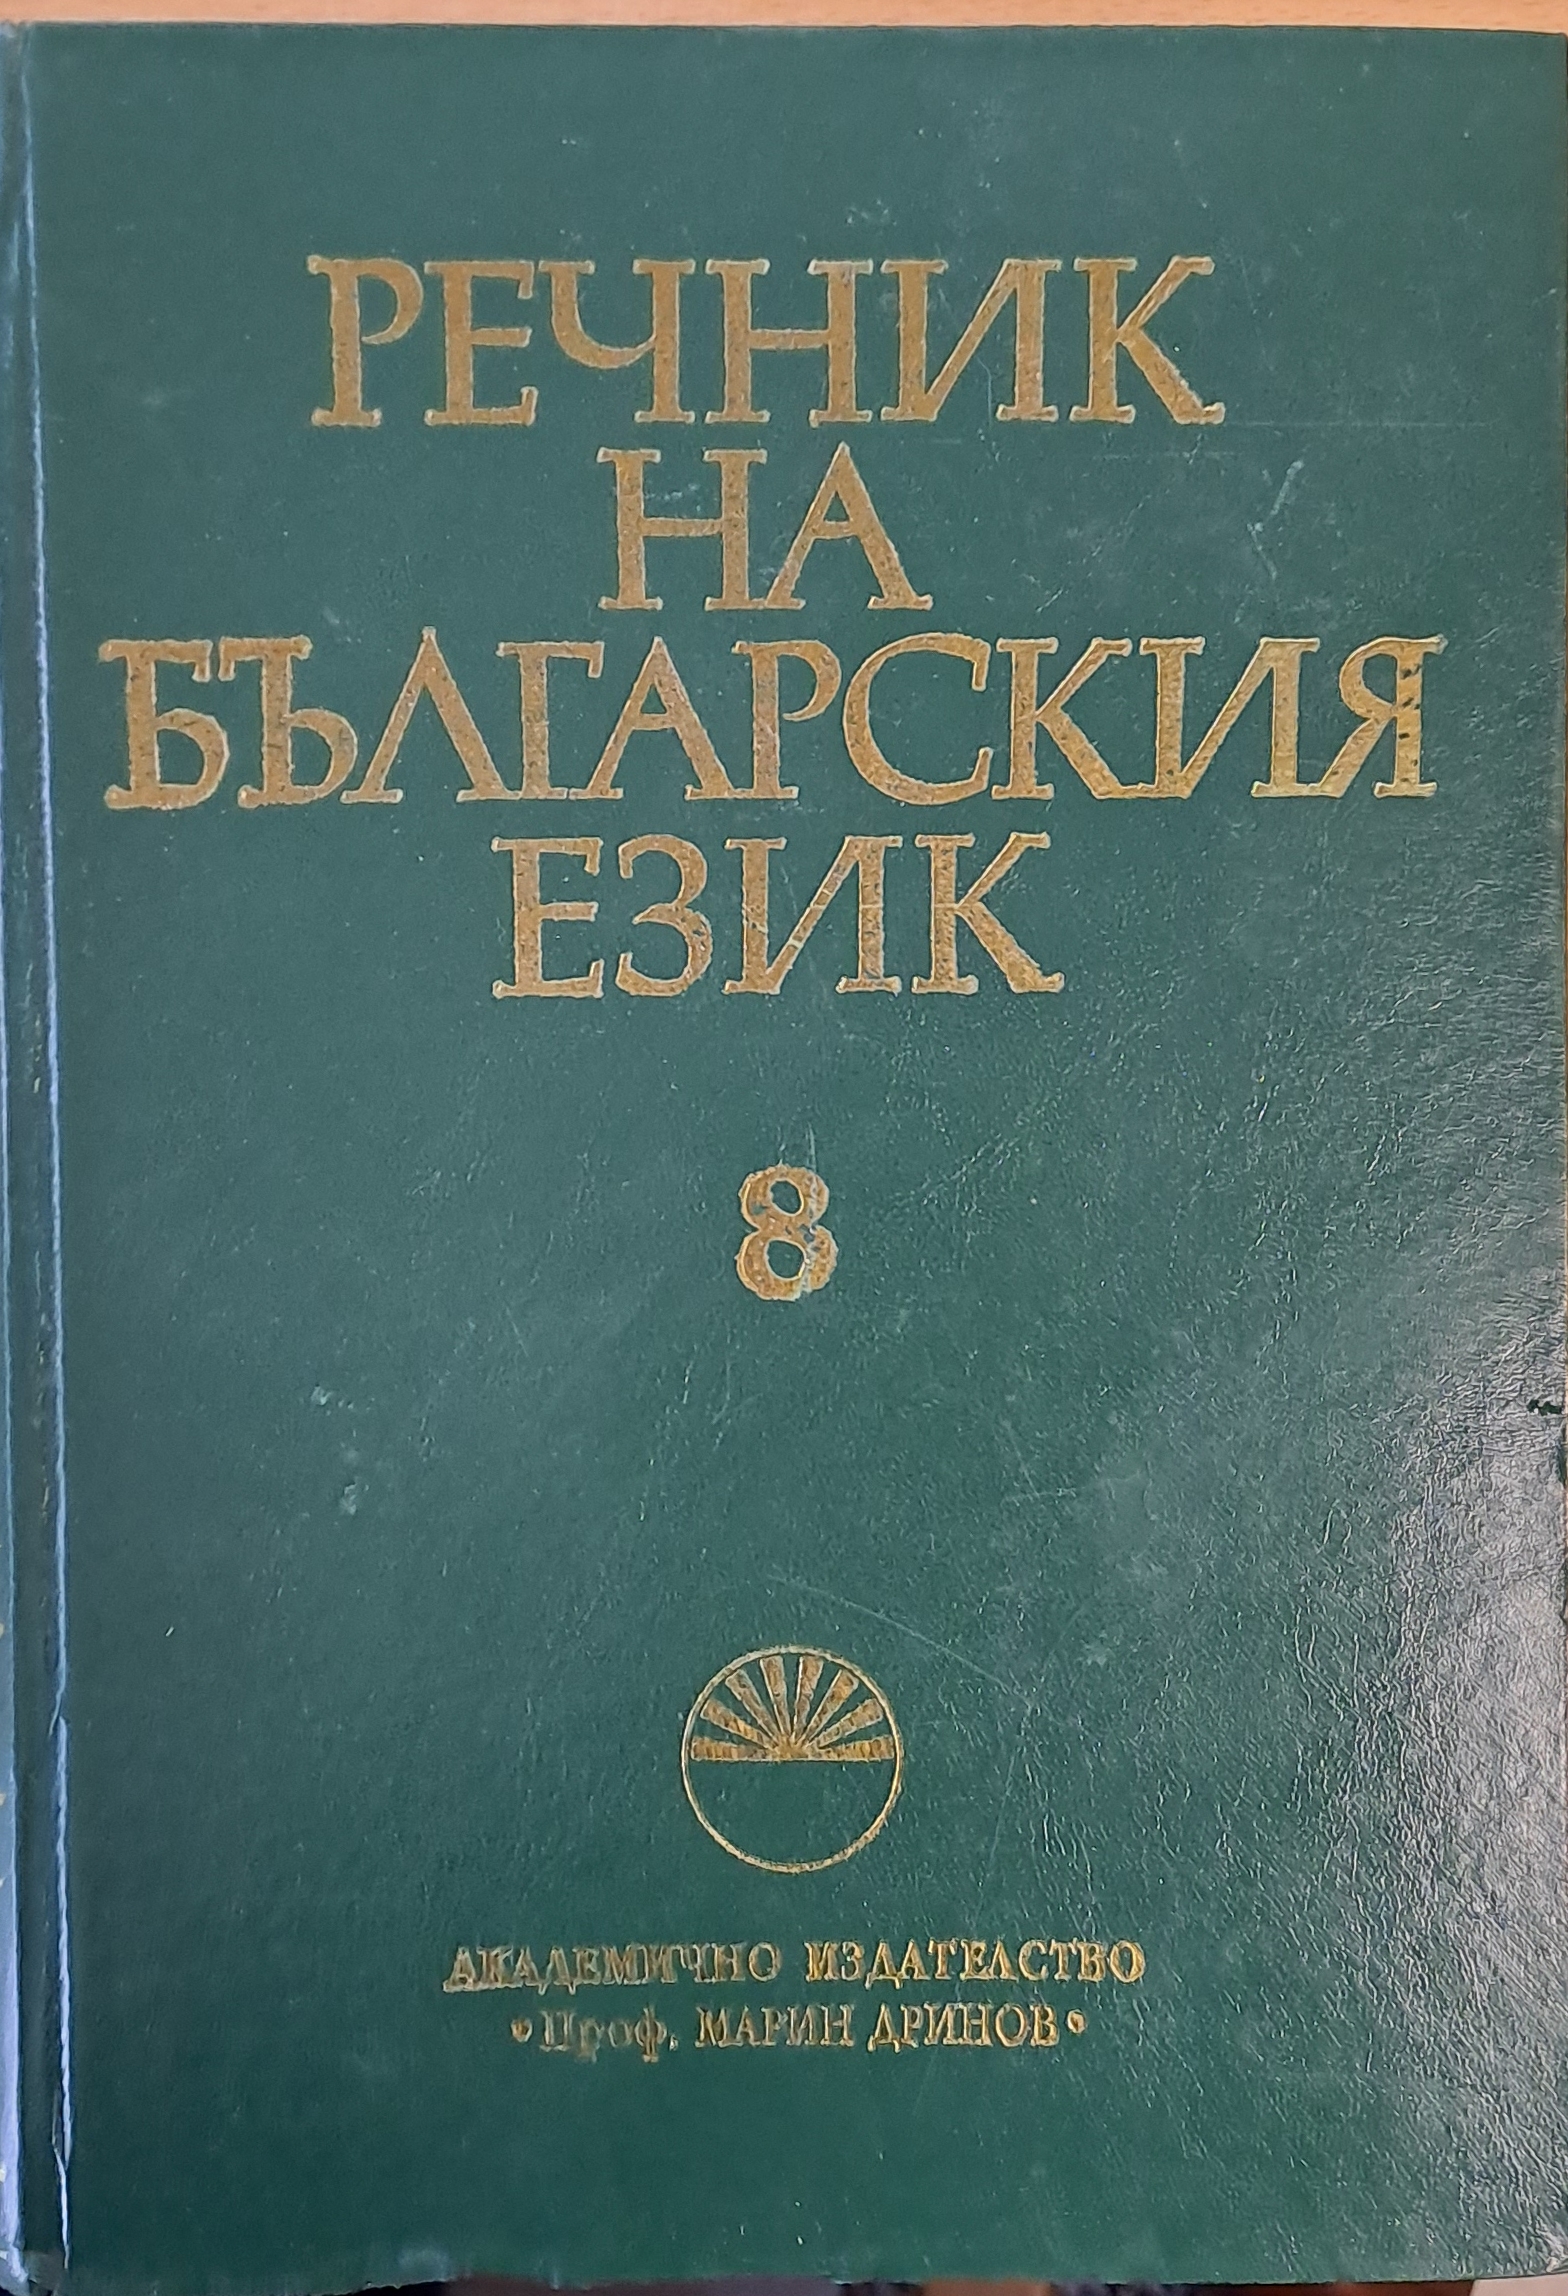 РЕЧНИК
НА
БЪЛГАРСКИЯ
ЕЗИК
8
АКАДЕМИЧНО ИЗДАТЕЛСТВО
•Проф. МАРИН ДРИНОВ•